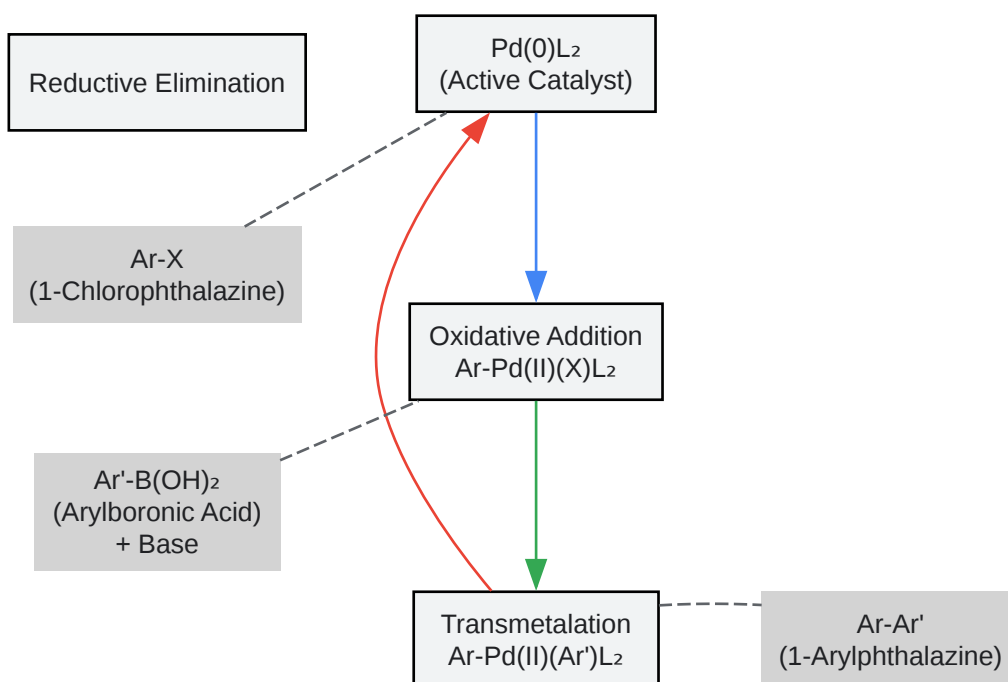 Pd(0)L₂
(Active Catalyst)
Reductive Elimination
Ar-X
(1-Chlorophthalazine)
Oxidative Addition
Ar-Pd(II)(X)L₂
Ar'-B(OH)₂
(Arylboronic Acid)
+ Base
Transmetalation
Ar-Pd(II)(Ar')L₂
Ar-Ar'
(1-Arylphthalazine)